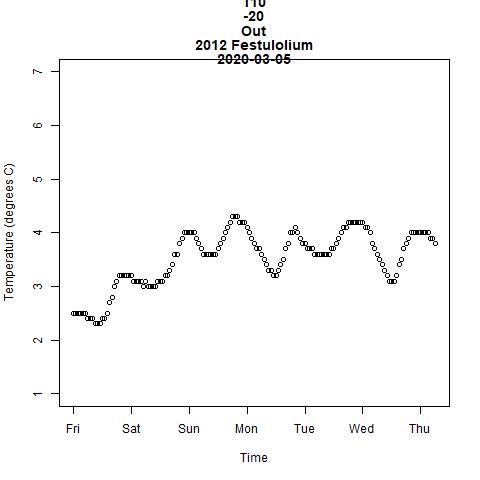 110
-20
Out
2012 Festulolium
2020-03-05
7
6
5
4
3
2
1
Temperature (degrees C)
Fri Sat Sun Mon Tue Wed Thu
Time